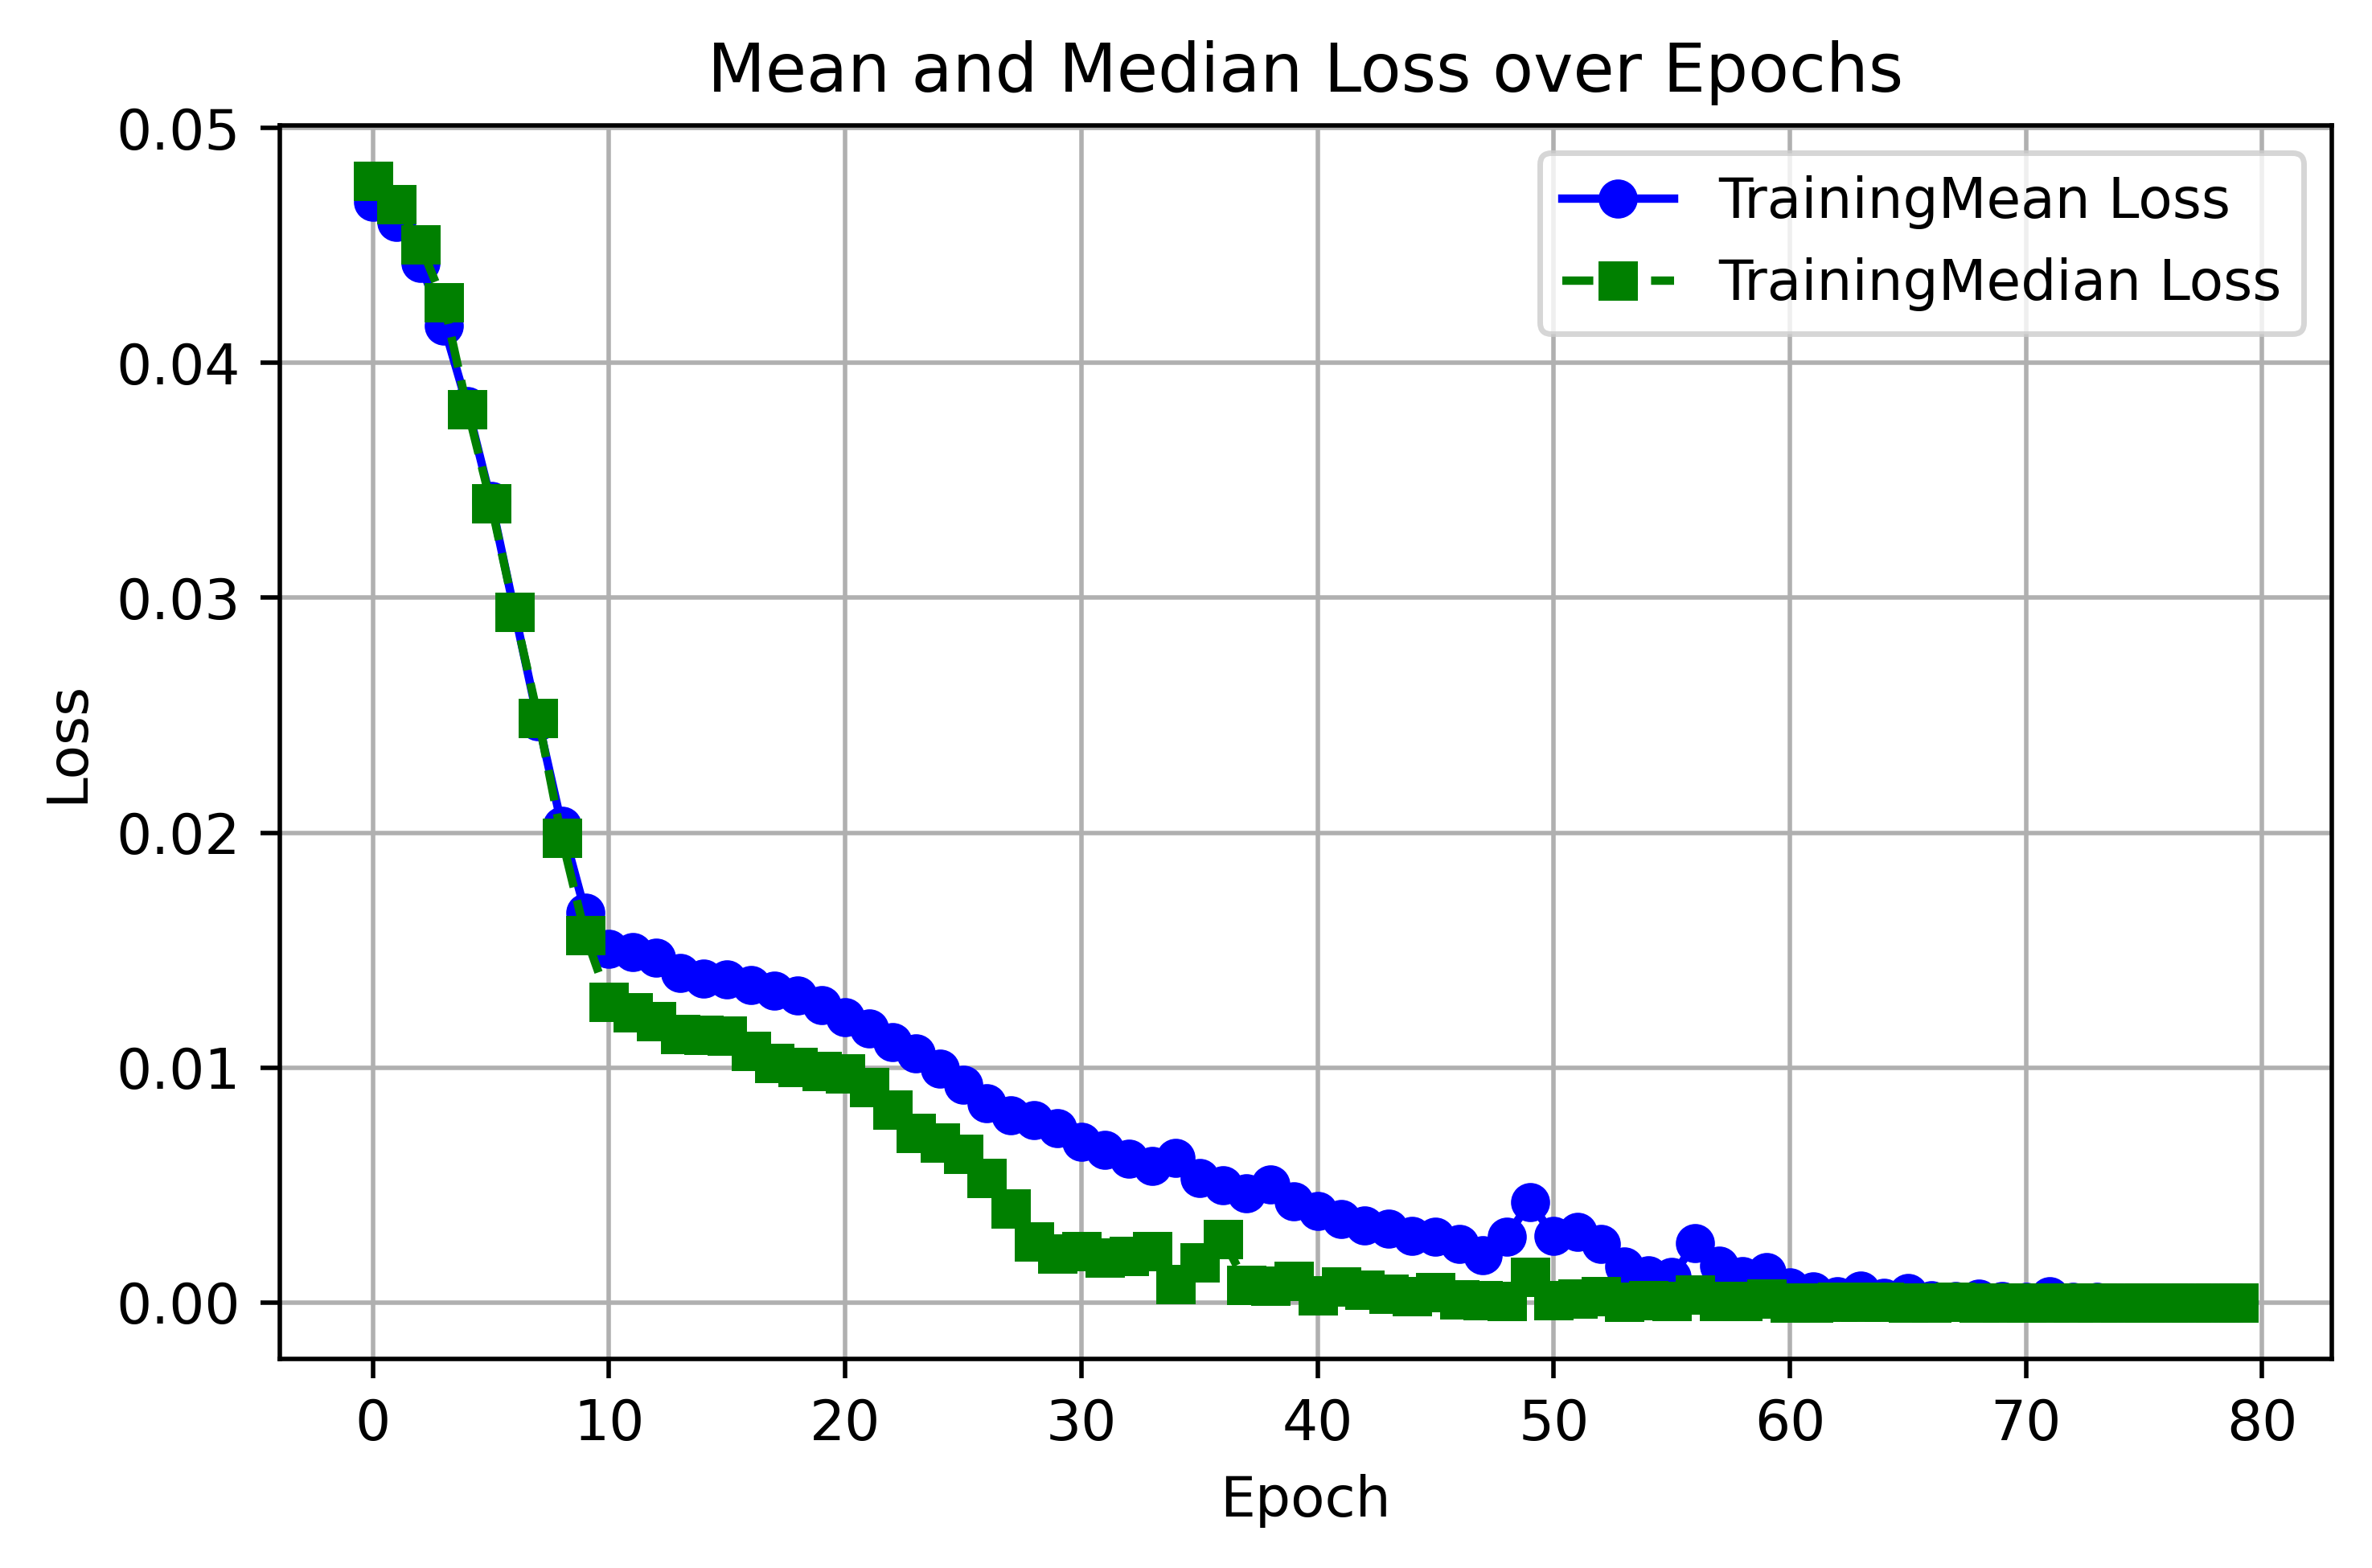 Mean and Median Loss over Epochs
TrainingMean Loss
TrainingMedian Loss
0.05
0.04
0.03
0.02
0.01
0.00
Loss
0 10 20 30 40 50 60 70 80
Epoch